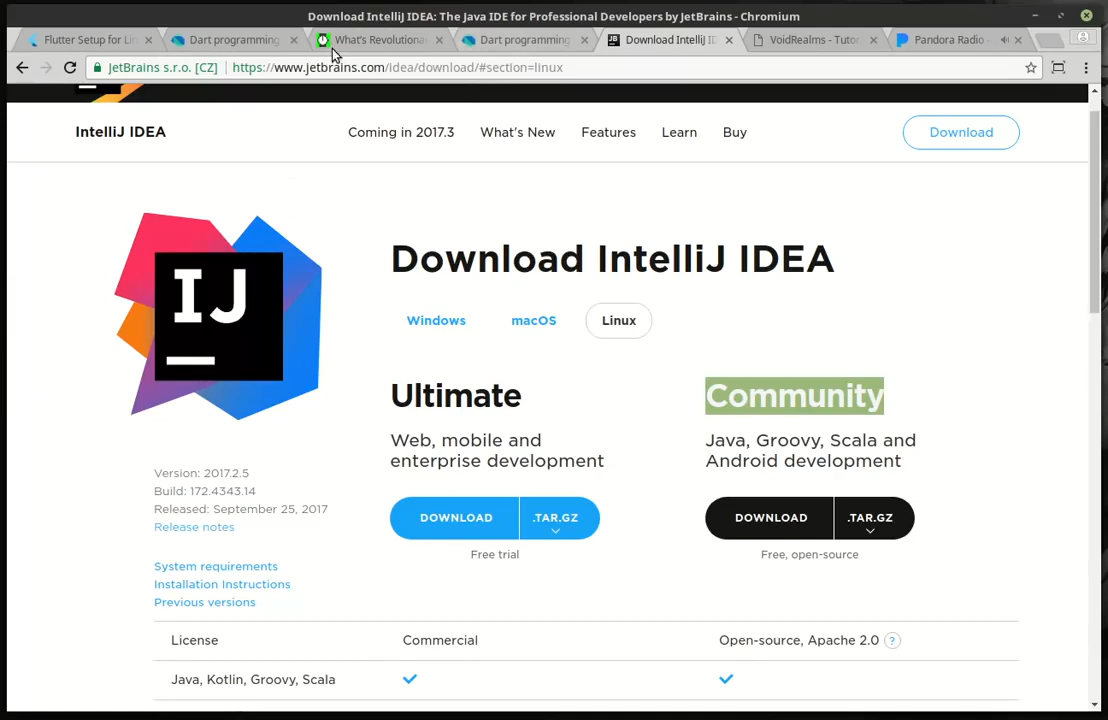 Download IntelliJ IDEA: The Java IDE for Professional Developers by JetBrains - Chromium
Flutter Setup for Lin
Dart programming
What's Revolutiona
Dart programming
Download IntelliJ ID
VoidRealms - Tutor
Pandora Radio -
JetBrains s.r.o. [CZ]
https://www.jetbrains.com/idea/download/#section=linux
IntelliJ IDEA
Coming in 2017.3
What's New
Features
Learn
Buy
Download
IJ
Download IntelliJ IDEA
Windows
macOS
Linux
Ultimate
Community
Web, mobile and
enterprise development
Java, Groovy, Scala and
Android development
Version: 2017.2.5
Build: 172.4343.14
Released: September 25, 2017
Release notes
DOWNLOAD
.TAR.GZ
DOWNLOAD
.TAR.GZ
Free trial
Free, open-source
System requirements
Installation Instructions
Previous versions
License
Commercial
Open-source, Apache 2.0 ?
Java, Kotlin, Groovy, Scala